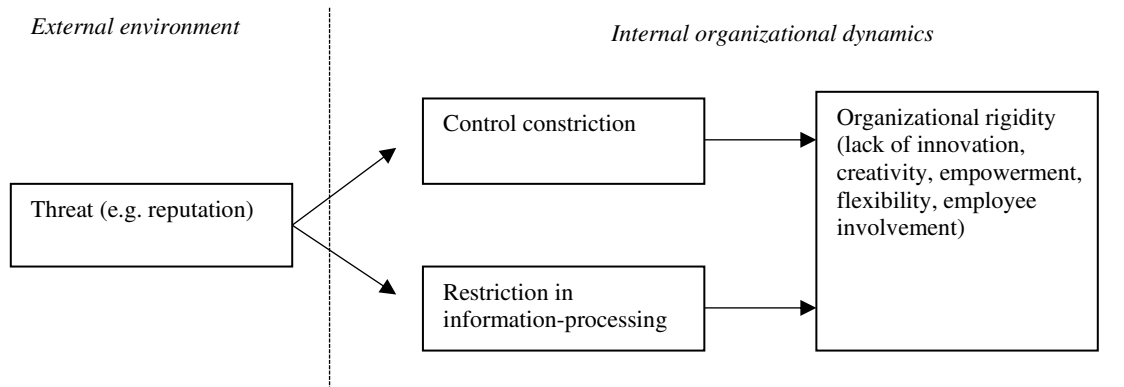 External environment
Internal organizational dynamics
Threat (e.g. reputation)
Control constriction
Restriction in
information-processing
Organizational rigidity
(lack of innovation,
creativity, empowerment,
flexibility, employee
involvement)